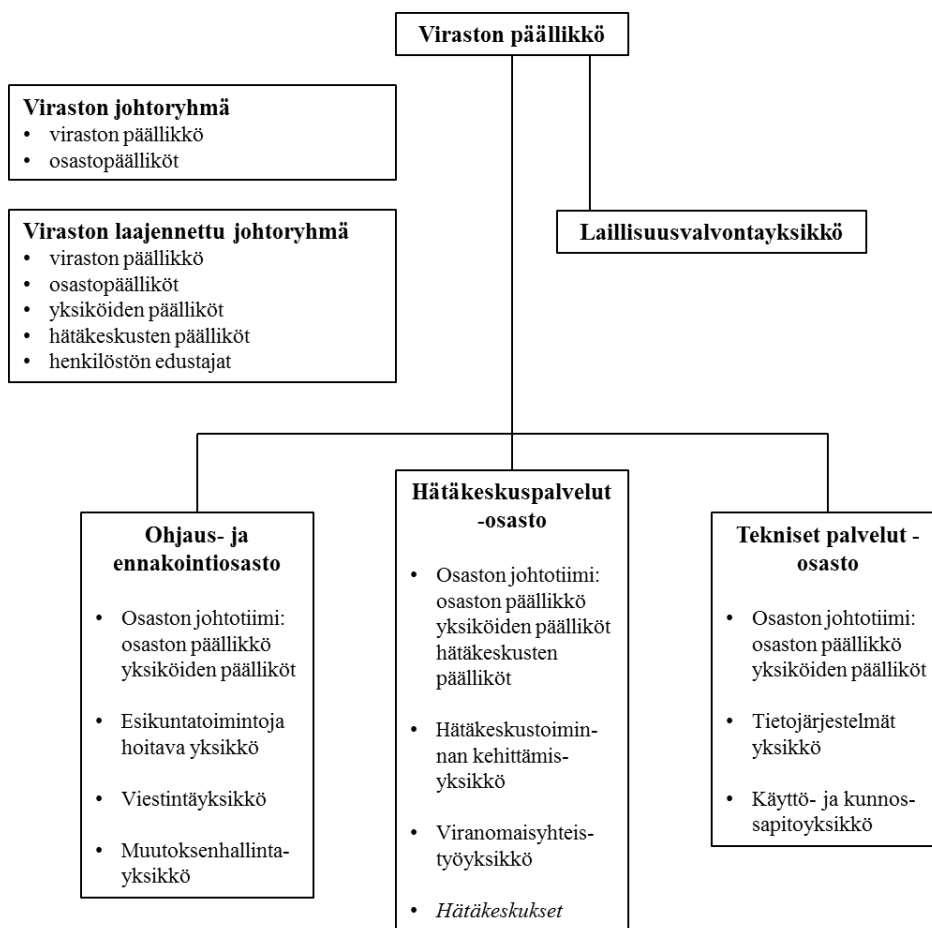 Viraston päällikkö
Viraston johtoryhmä
• viraston päällikkö
• osastopäälliköt
Viraston laajennettu johtoryhmä
• viraston päällikkö
• osastopäälliköt
• yksiköiden päälliköt
• hätäkeskusten päälliköt
• henkilöstön edustajat
Laillisuusvalvontayksikkö
Ohjaus- ja
ennakointiosasto
• Osaston johtotiimi:
osaston päällikkö
yksiköiden päälliköt
• Esikuntatoimintoja
hoitava yksikkö
• Viestintäyksikkö
• Muutoksenhallinta-
yksikkö
Hätäkeskuspalvelut
-osasto
• Osaston johtotiimi:
osaston päällikkö
yksiköiden päälliköt
hätäkeskusten
päälliköt
• Hätäkeskustoimin-
nan kehittämis-
yksikkö
• Viranomaisyhteis-
työyksikkö
• Hätäkeskukset
Tekniset palvelut -
osasto
• Osaston johtotiimi:
osaston päällikkö
yksiköiden päälliköt
• Tietojärjestelmät
yksikkö
• Käyttö- ja kunnos-
sapitoyksikkö